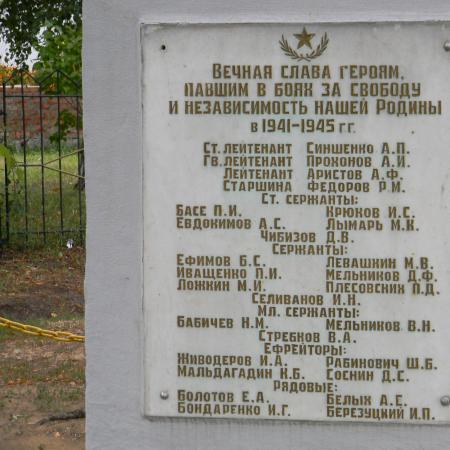 Вечная слава героям,
павшим в боях за свободу
и независимость нашей Родины
в 1941-1945 гг.
Ст. лейтенант Синшенко А.П.
Гв. лейтенант Прохонов А.И.
Лейтенант Аристов А.Ф.
Старшина Федоров Р.М.
Ст. сержанты:
Басе П.И. Крюков И.С.
Евдокимов А.С. Лымарь М.К.
Чибизов Д.В.
Сержанты:
Ефимов Б.С. Левашкин М.В.
Иващенко П.И. Мельников Д.Ф.
Ложкин М.И. Плесовских П.Д.
Селиванов И.Н.
Мл. сержанты:
Бабичев Н.М. Мельников В.Н.
Стребков В.А.
Ефрейторы:
Живодеров И.А. Рабинович Ш.Б.
Мальдагадин К.Б. Соснин Д.С.
Рядовые:
Болотов Е.А. Белых А.С.
Бондаренко И.Г. Березуцкий И.П.